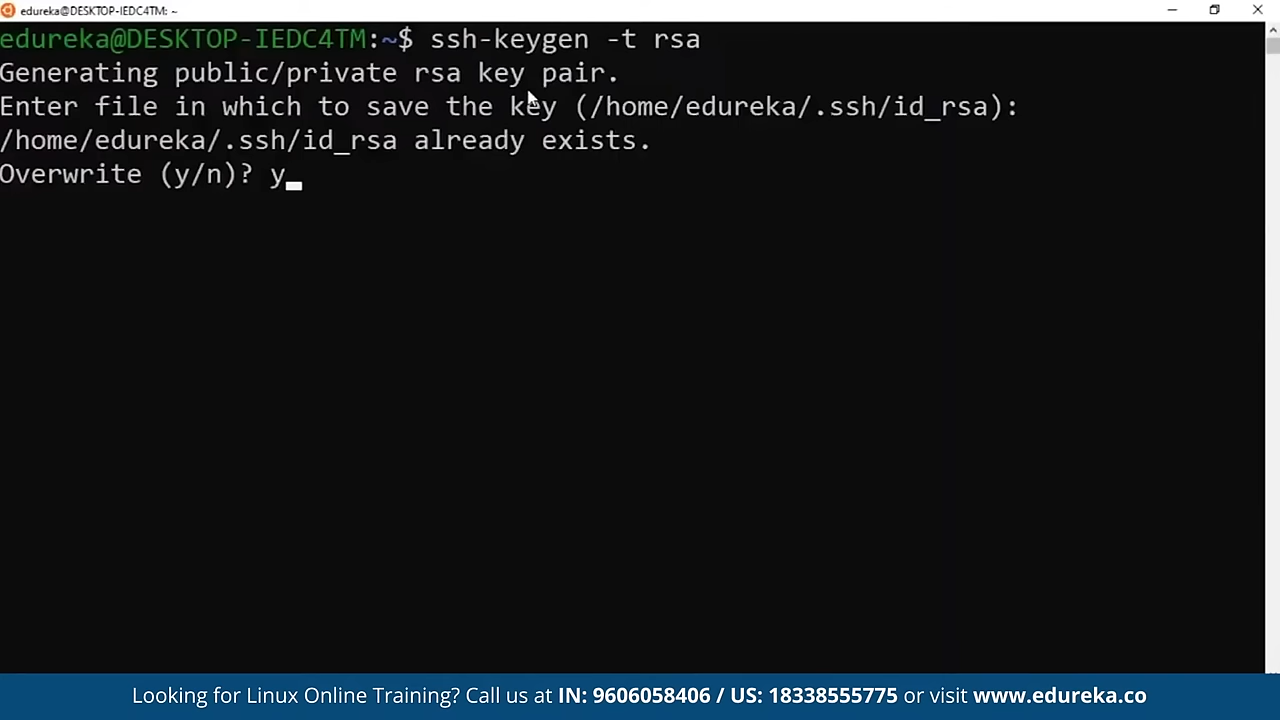 edureka@DESKTOP-IEDC4TM: ~
edureka@DESKTOP-IEDC4TM:~$ ssh-keygen -t rsa
Generating public/private rsa key pair.
Enter file in which to save the key (/home/edureka/.ssh/id_rsa):
/home/edureka/.ssh/id_rsa already exists.
Overwrite (y/n)? y
Looking for Linux Online Training? Call us at IN: 9606058406 / US: 18338555775 or visit www.edureka.co